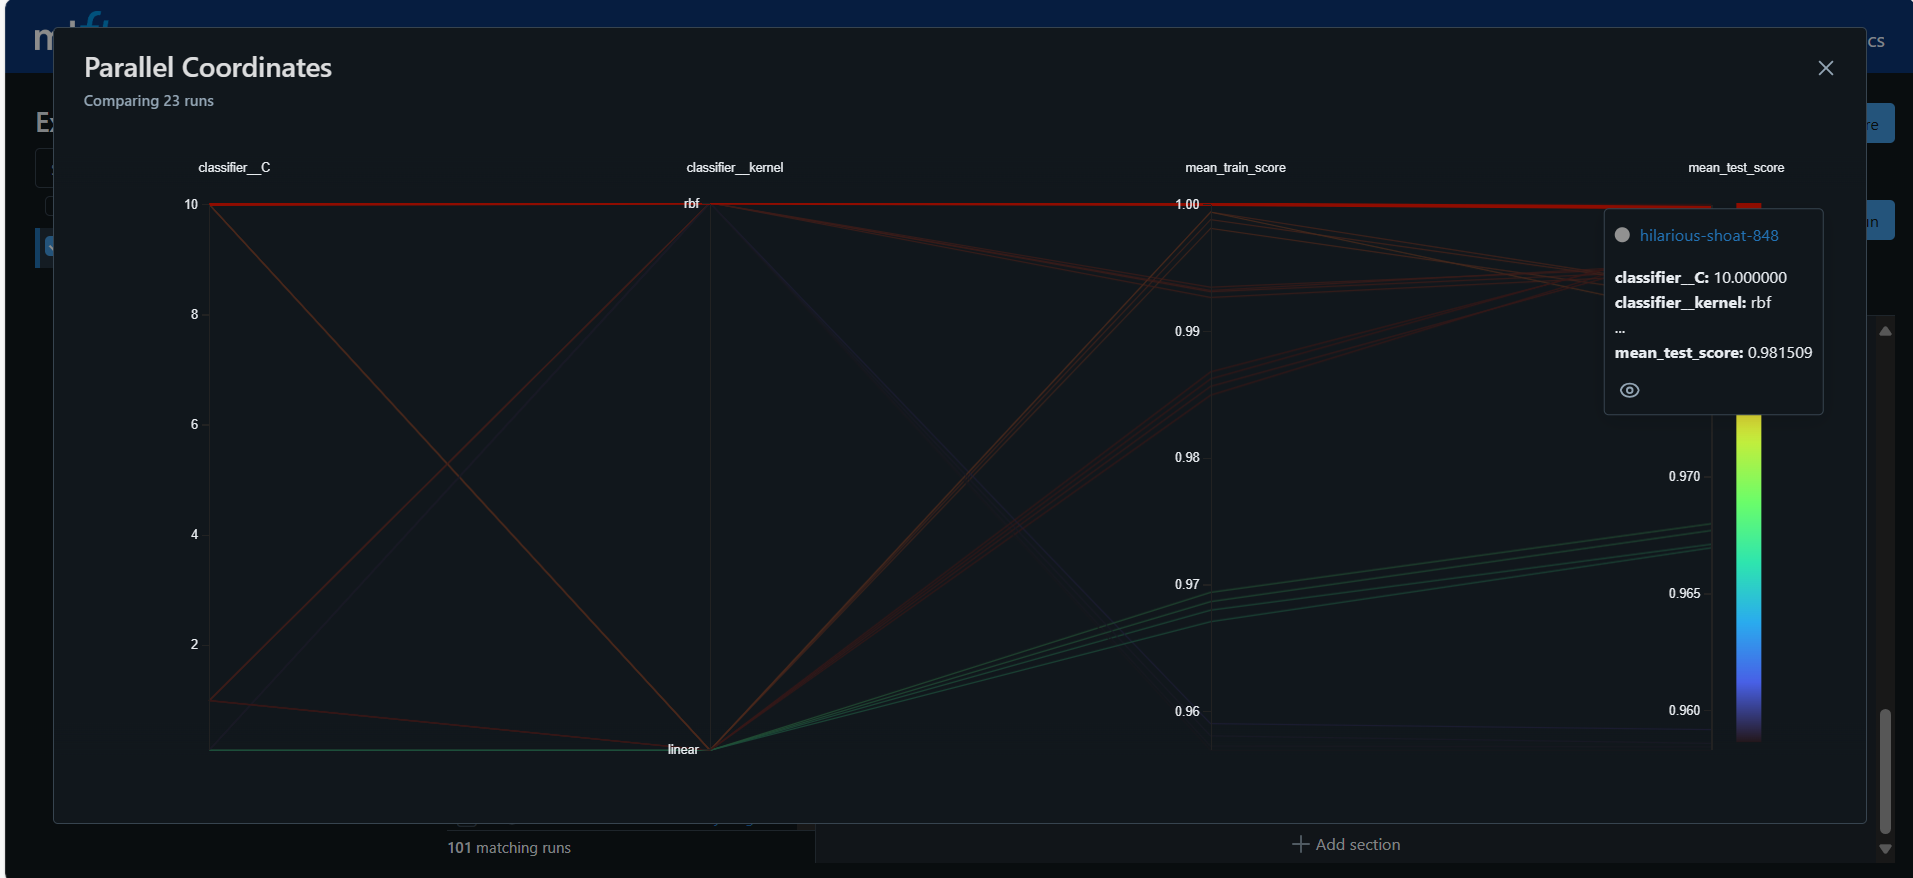 Parallel Coordinates
Comparing 23 runs
classifier__C
classifier__kernel
mean_train_score
mean_test_score
10
8
6
4
2
rbf
linear
1.00
0.99
0.98
0.97
0.96
0.970
0.965
0.960
hilarious-shoat-848
classifier__C: 10.000000
classifier__kernel: rbf
...
mean_test_score: 0.981509
101 matching runs
Add section